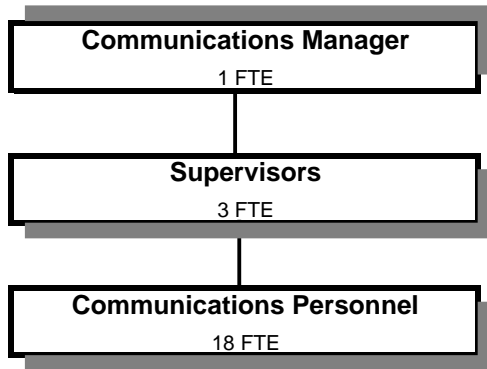 Communications Manager
1 FTE
Supervisors
3 FTE
Communications Personnel
18 FTE